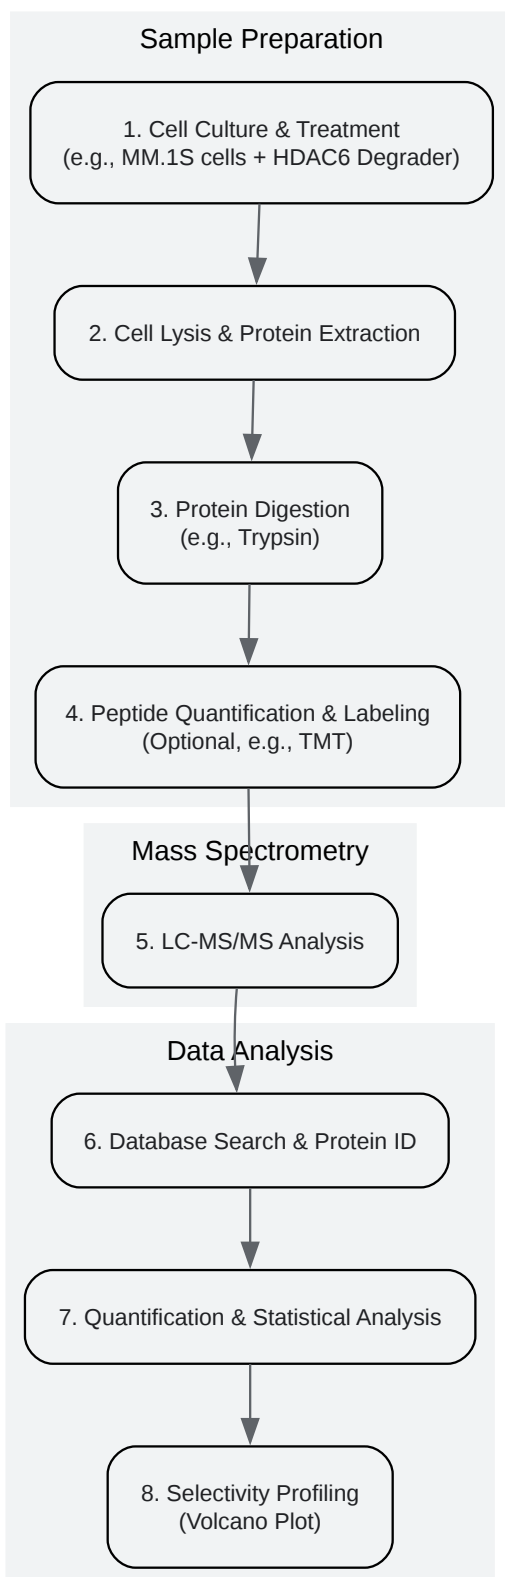 Sample Preparation
1. Cell Culture & Treatment
(e.g., MM.1S cells + HDAC6 Degrader)
2. Cell Lysis & Protein Extraction
3. Protein Digestion
(e.g., Trypsin)
4. Peptide Quantification & Labeling
(Optional, e.g., TMT)
Mass Spectrometry
5. LC-MS/MS Analysis
Data Analysis
6. Database Search & Protein ID
7. Quantification & Statistical Analysis
8. Selectivity Profiling
(Volcano Plot)